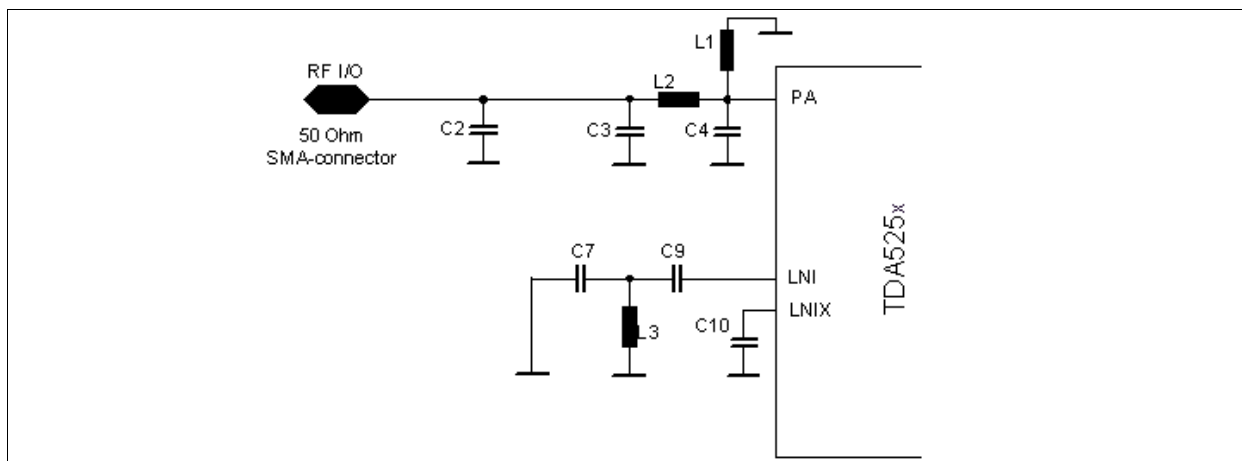 L1
RF I/O
L2
PA
C2
C3
C4
50 Ohm
SMA-connector
C7
C9
LNI
LNIX
L3
C10
TDA525x